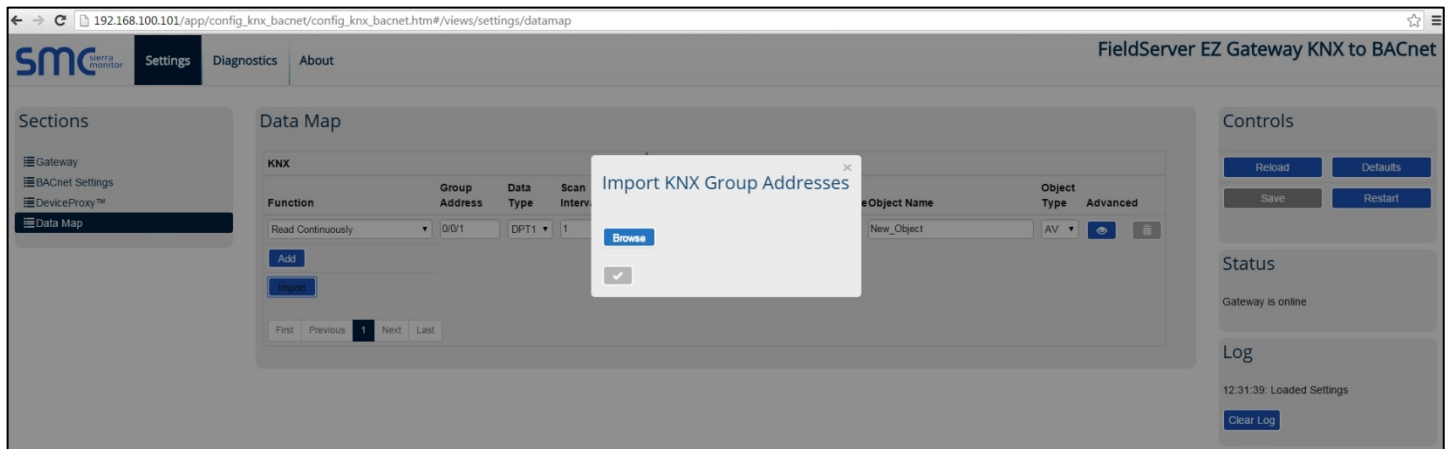 192.168.100.101/app/config_knx_bacnet/config_knx_bacnet.htm#/views/settings/datamap
SMC sierra monitor
Settings Diagnostics About
FieldServer EZ Gateway KNX to BACnet
Sections
Gateway
BACnet Settings
DeviceProxy™
Data Map
Data Map
KNX
Function Group Address Data Type Scan Object Name Object Type Advanced
Read Continuously 0/0/1 DPT1 1 New_Object AV
Add
Import
First Previous 1 Next Last
Import KNX Group Addresses
×
Browse
Controls
Reload Defaults
Save Restart
Status
Gateway is online
Log
12:31:39: Loaded Settings
Clear Log